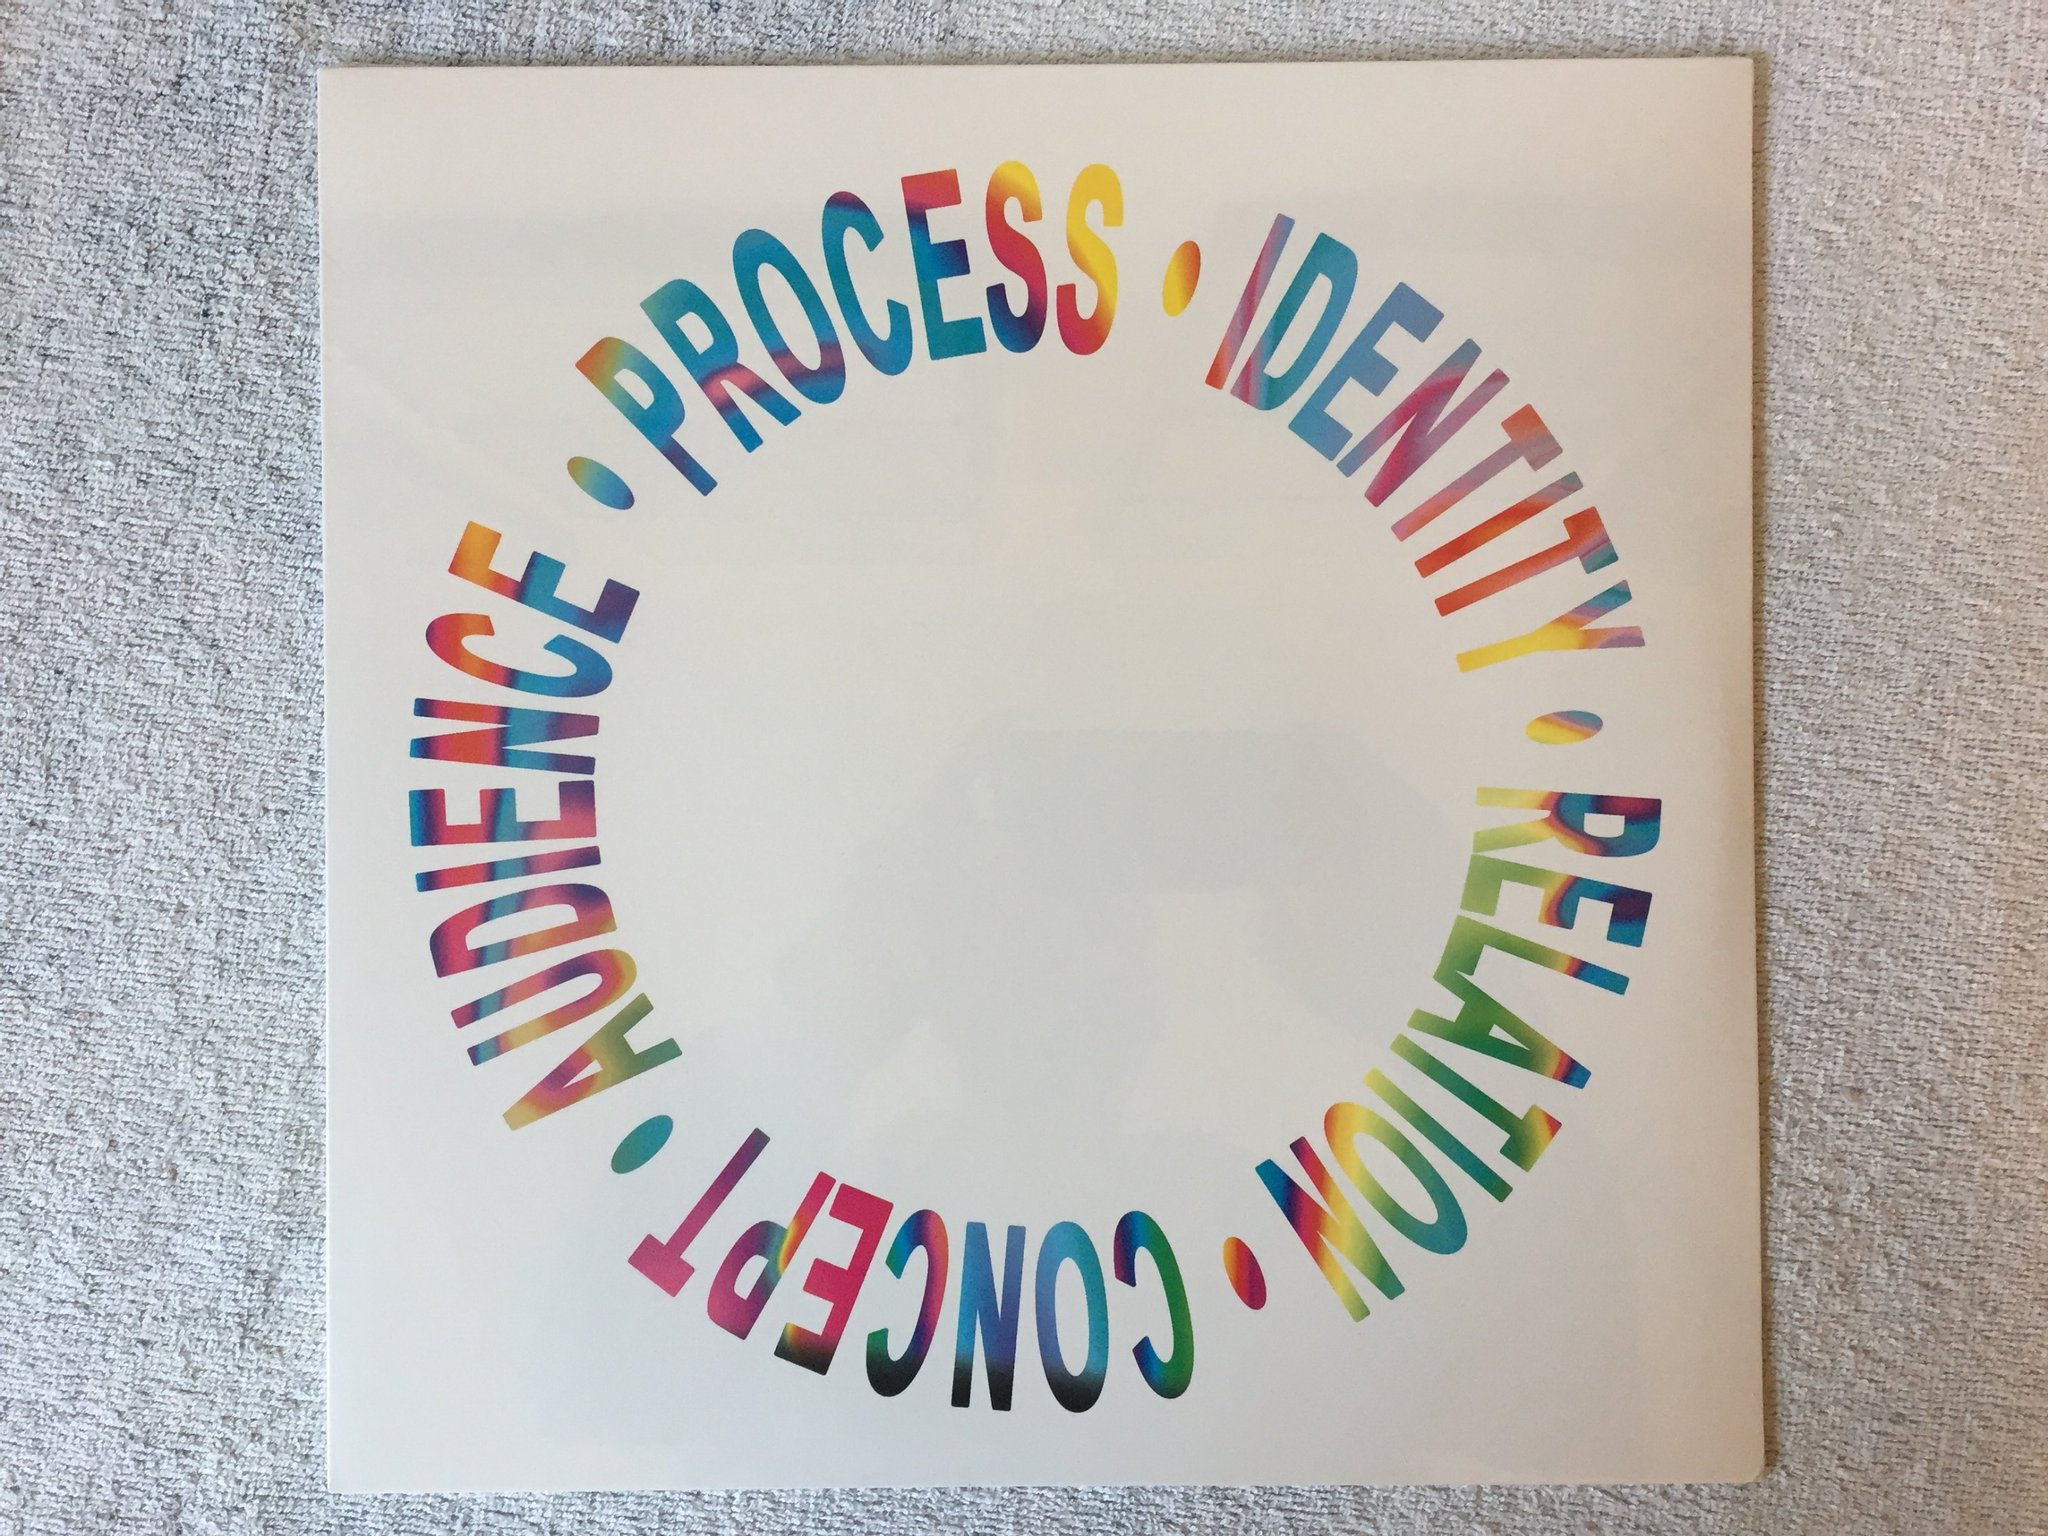 PROCESS • IDENTITY • RELATION • CONCEPT • AUDIENCE •